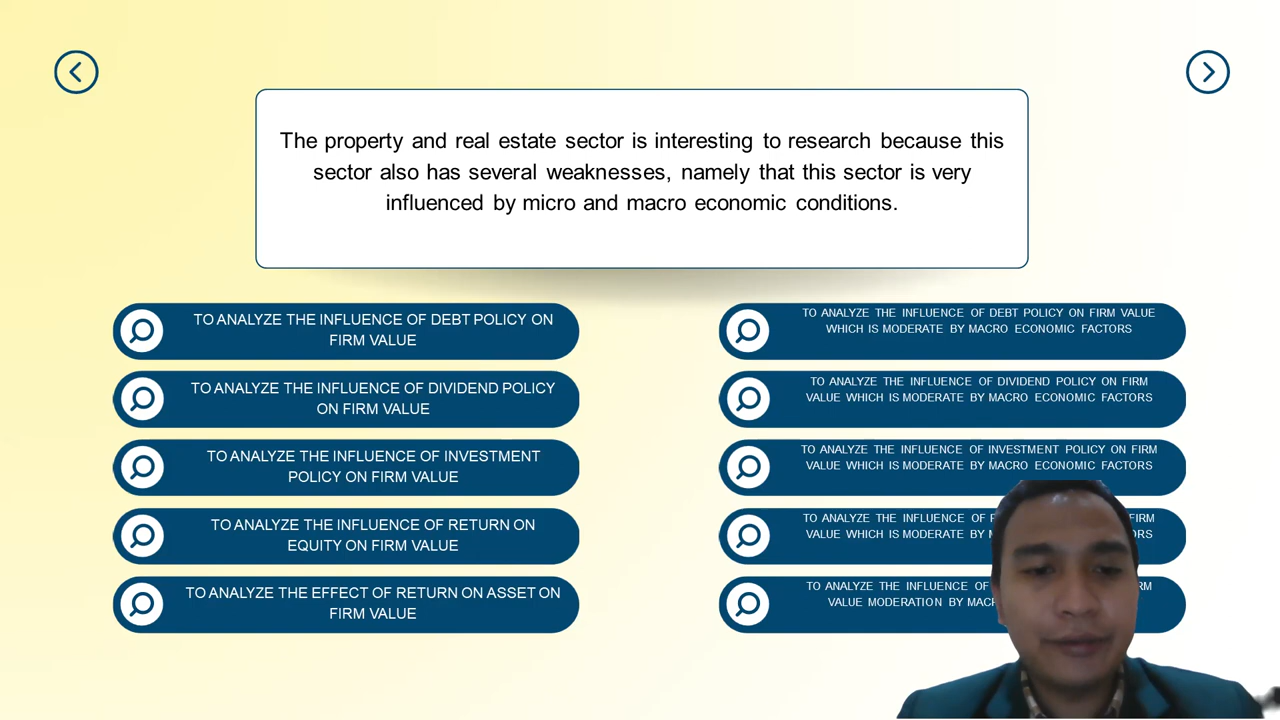 The property and real estate sector is interesting to research because this
sector also has several weaknesses, namely that this sector is very
influenced by micro and macro economic conditions.
TO ANALYZE THE INFLUENCE OF DEBT POLICY ON
FIRM VALUE
TO ANALYZE THE INFLUENCE OF DIVIDEND POLICY
ON FIRM VALUE
TO ANALYZE THE INFLUENCE OF INVESTMENT
POLICY ON FIRM VALUE
TO ANALYZE THE INFLUENCE OF RETURN ON
EQUITY ON FIRM VALUE
TO ANALYZE THE EFFECT OF RETURN ON ASSET ON
FIRM VALUE
TO ANALYZE THE INFLUENCE OF DEBT POLICY ON FIRM VALUE
WHICH IS MODERATE BY MACRO ECONOMIC FACTORS
TO ANALYZE THE INFLUENCE OF DIVIDEND POLICY ON FIRM
VALUE WHICH IS MODERATE BY MACRO ECONOMIC FACTORS
TO ANALYZE THE INFLUENCE OF INVESTMENT POLICY ON FIRM
VALUE WHICH IS MODERATE BY MACRO ECONOMIC FACTORS
TO ANALYZE THE INFLUENCE OF FIRM
VALUE WHICH IS MODERATE BY
TO ANALYZE THE INFLUENCE OF
VALUE MODERATION BY